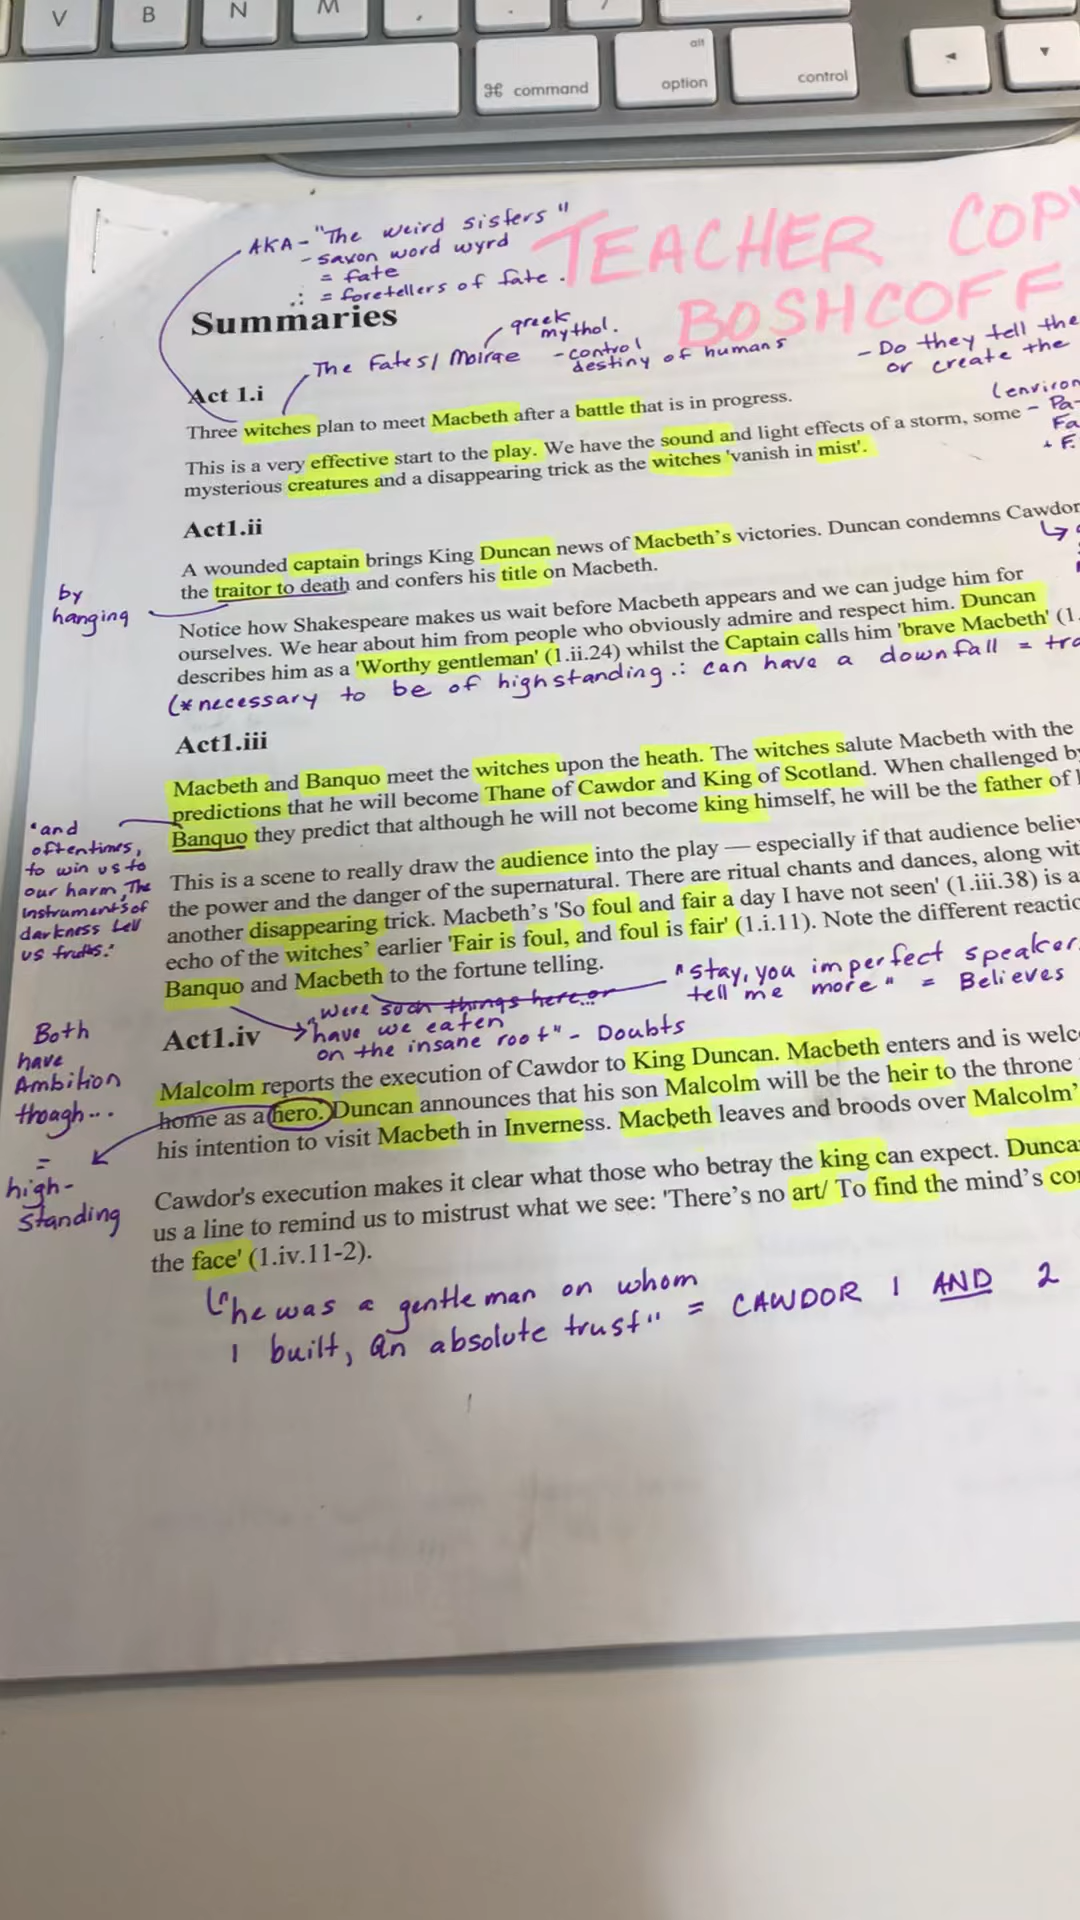 V B N M
⌘ command
alt
option
control
AKA - "The weird sisters"
- saxon word wyrd
= fate
∴ = foretellers of fate.
TEACHER COPY
BOSHCOFF
Summaries
greek
mythol.
The Fates/ Moirae
- control
destiny of humans
- Do they tell the
or create the
Act 1.i
Three witches plan to meet Macbeth after a battle that is in progress.
This is a very effective start to the play. We have the sound and light effects of a storm, some
mysterious creatures and a disappearing trick as the witches 'vanish in mist'.
Act1.ii
A wounded captain brings King Duncan news of Macbeth's victories. Duncan condemns Cawdor
the traitor to death and confers his title on Macbeth.
by
hanging
Notice how Shakespeare makes us wait before Macbeth appears and we can judge him for
ourselves. We hear about him from people who obviously admire and respect him. Duncan
describes him as a 'Worthy gentleman' (1.ii.24) whilst the Captain calls him 'brave Macbeth' (1.
(*necessary to be of high standing ∴ can have a downfall =
Act1.iii
Macbeth and Banquo meet the witches upon the heath. The witches salute Macbeth with the
predictions that he will become Thane of Cawdor and King of Scotland. When challenged by
Banquo they predict that although he will not become king himself, he will be the father of
"and
oftentimes,
to win us to
our harm, The
instruments of
darkness tell
us truths."
This is a scene to really draw the audience into the play — especially if that audience
the power and the danger of the supernatural. There are ritual chants and dances, along
another disappearing trick. Macbeth's 'So foul and fair a day I have not seen' (1.iii.38) is a
echo of the witches' earlier 'Fair is foul, and foul is fair' (1.i.11). Note the different
Banquo and Macbeth to the fortune telling.
"stay, you imperfect
tell me more" = Believes
"Were such things here or
have we eaten
on the insane root" - Doubts
Act1.iv
Both
have
Ambition
though...
=
high-
standing
Malcolm reports the execution of Cawdor to King Duncan. Macbeth enters and is
home as a hero. Duncan announces that his son Malcolm will be the heir to the throne
his intention to visit Macbeth in Inverness. Macbeth leaves and broods over Malcolm'
Cawdor's execution makes it clear what those who betray the king can expect.
us a line to remind us to mistrust what we see: 'There's no art/ To find the mind's
the face' (1.iv.11-2).
"he was a gentleman on whom
I built, an absolute trust" = CAWDOR 1 AND 2
1